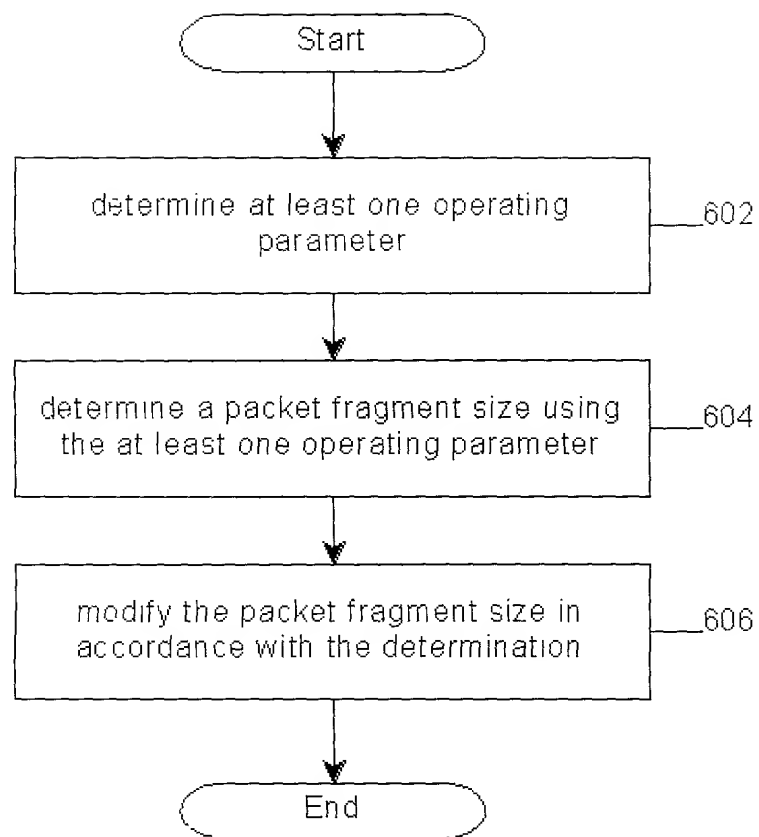 Start
determine at least one operating
parameter
602
determine a packet fragment size using
the at least one operating parameter
604
modify the packet fragment size in
accordance with the determination
606
End